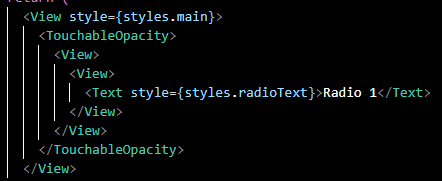 return (
<View style={styles.main}>
<TouchableOpacity>
<View>
<View>
<Text style={styles.radioText}>Radio 1</Text>
</View>
</View>
</TouchableOpacity>
</View>